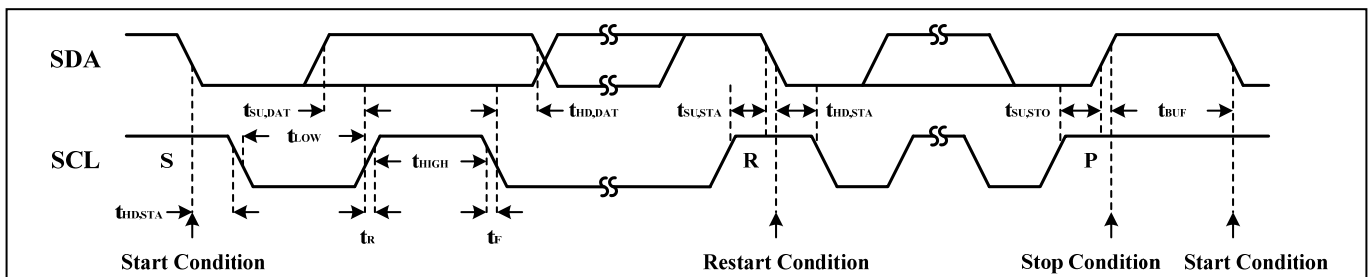 SDA
tSU,DAT tHD,DAT tSU,STA tHD,STA tSU,STO tBUF
tLOW
SCL S tHIGH R P
tHD,STA
tR tF
Start Condition Restart Condition Stop Condition Start Condition